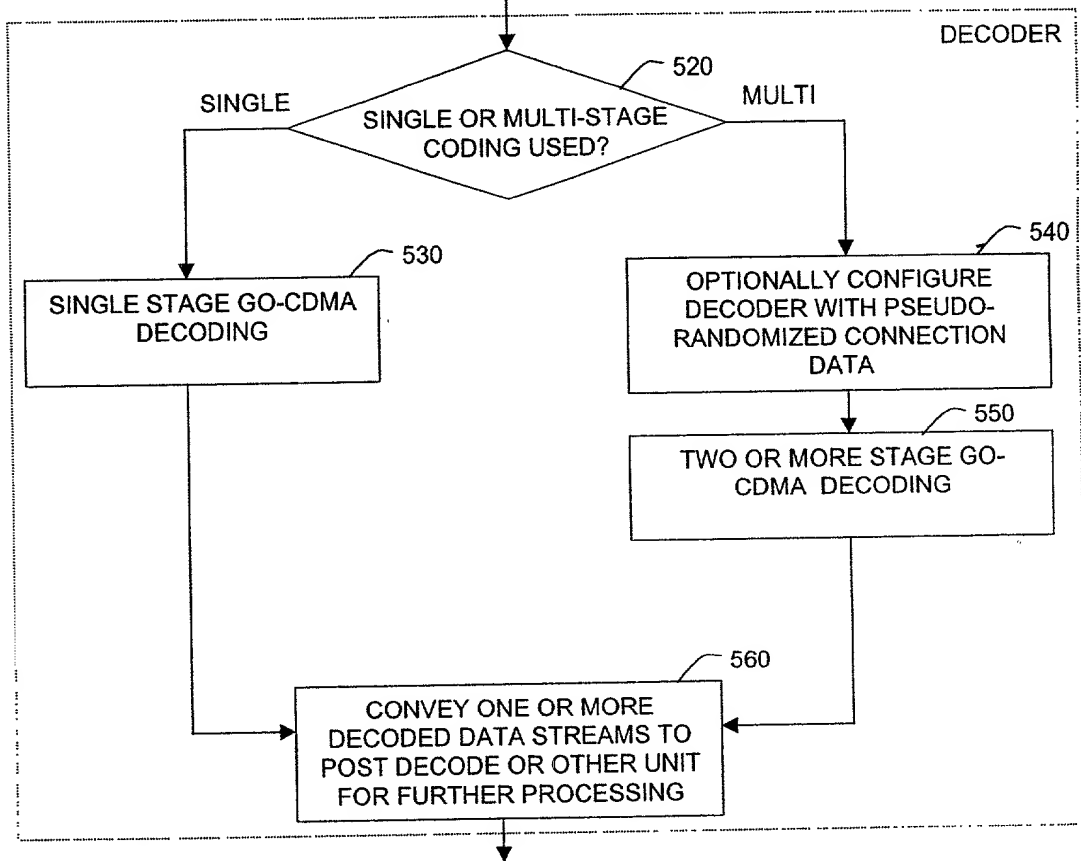 DECODER
520
SINGLE
MULTI
SINGLE OR MULTI-STAGE
CODING USED?
530
540
SINGLE STAGE GO-CDMA
DECODING
OPTIONALLY CONFIGURE
DECODER WITH PSEUDO-
RANDOMIZED CONNECTION
DATA
550
TWO OR MORE STAGE GO-
CDMA DECODING
560
CONVEY ONE OR MORE
DECODED DATA STREAMS TO
POST DECODE OR OTHER UNIT
FOR FURTHER PROCESSING